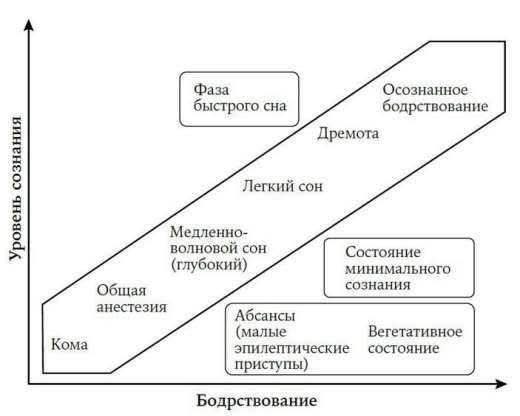 Уровень сознания
Фаза
быстрого сна
Осознанное
бодрствование
Дремота
Легкий сон
Медленно-
волновой сон
(глубокий)
Состояние
минимального
сознания
Общая
анестезия
Абсансы
(малые
эпилептические
приступы)
Вегетативное
состояние
Кома
Бодрствование